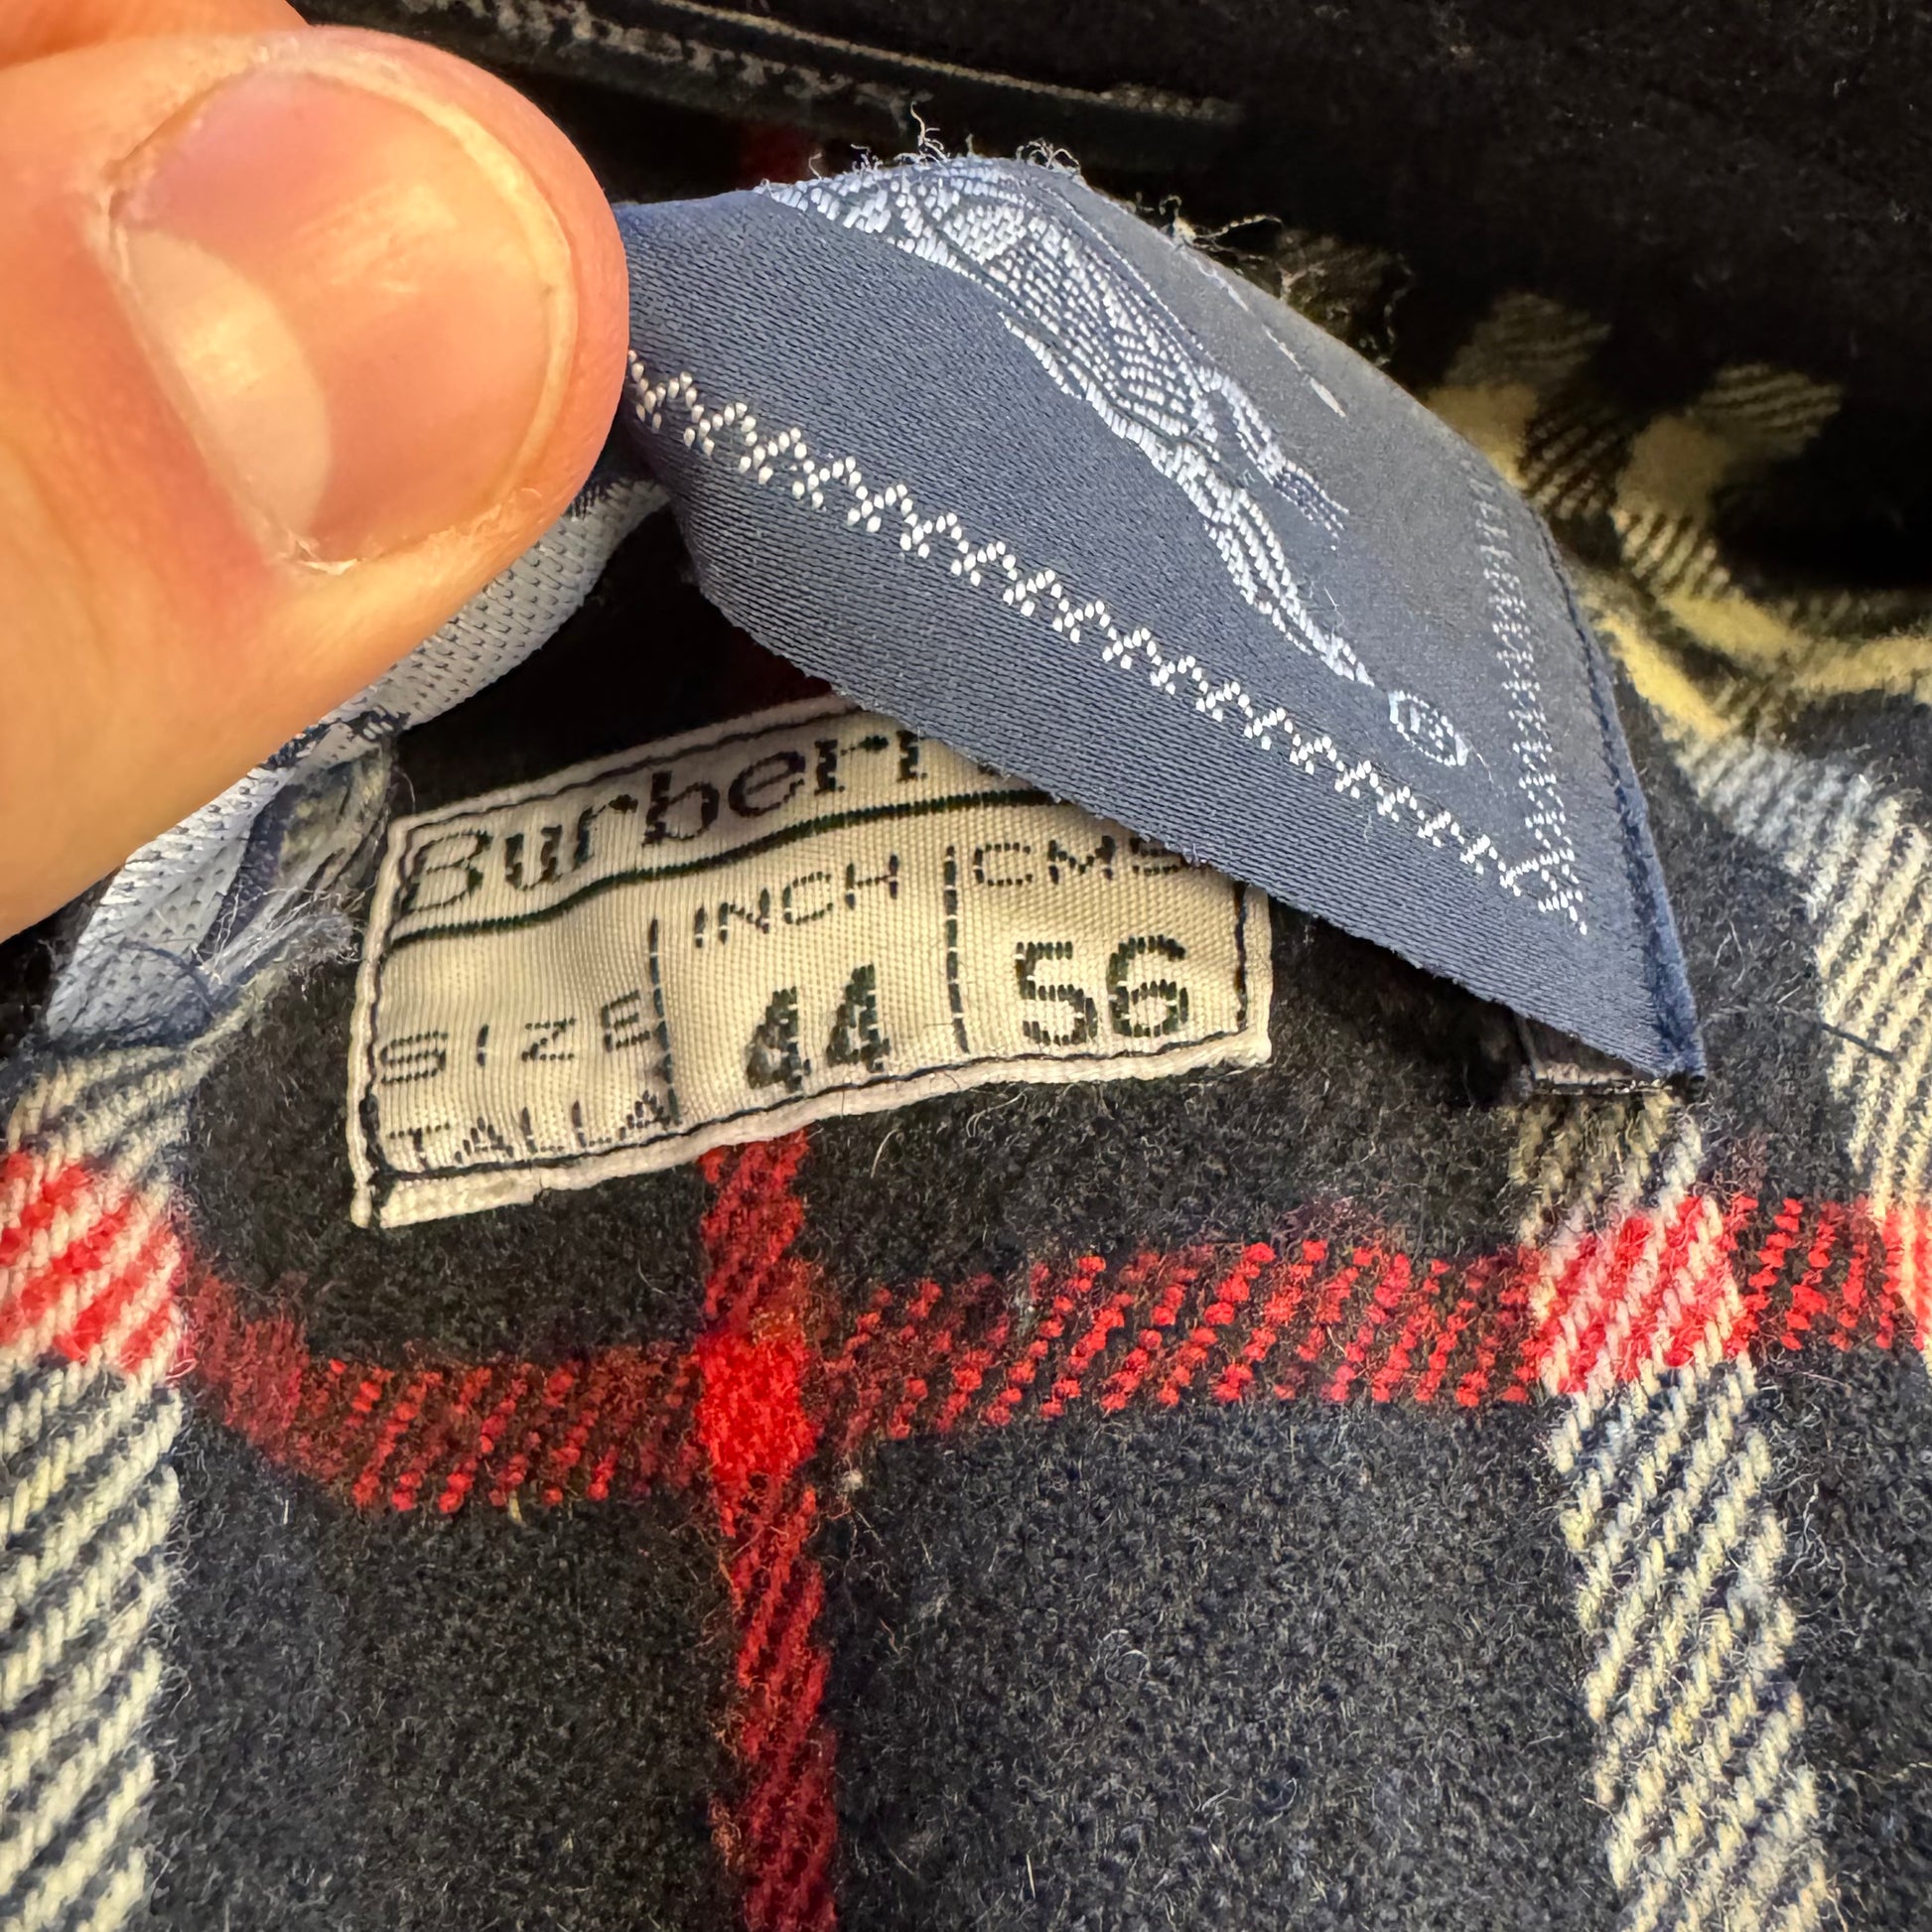 ®
Burberr
INCH CMS
SIZE 44 56
TALLA